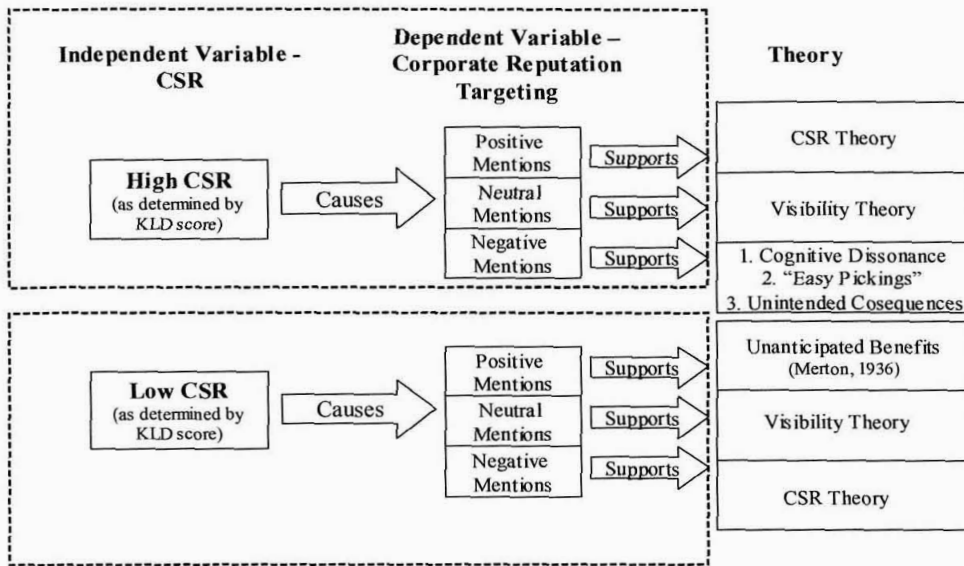 Independent Variable -
CSR
Dependent Variable –
Corporate Reputation
Targeting
Theory
High CSR
(as determined by
KLD score)
Causes
Positive
Mentions
Neutral
Mentions
Negative
Mentions
Supports
Supports
Supports
CSR Theory
Visibility Theory
1. Cognitive Dissonance
2. “Easy Pickings”
3. Unintended Cosequences
Low CSR
(as determined by
KLD score)
Causes
Positive
Mentions
Neutral
Mentions
Negative
Mentions
Supports
Supports
Supports
Unanticipated Benefits
(Merton, 1936)
Visibility Theory
CSR Theory